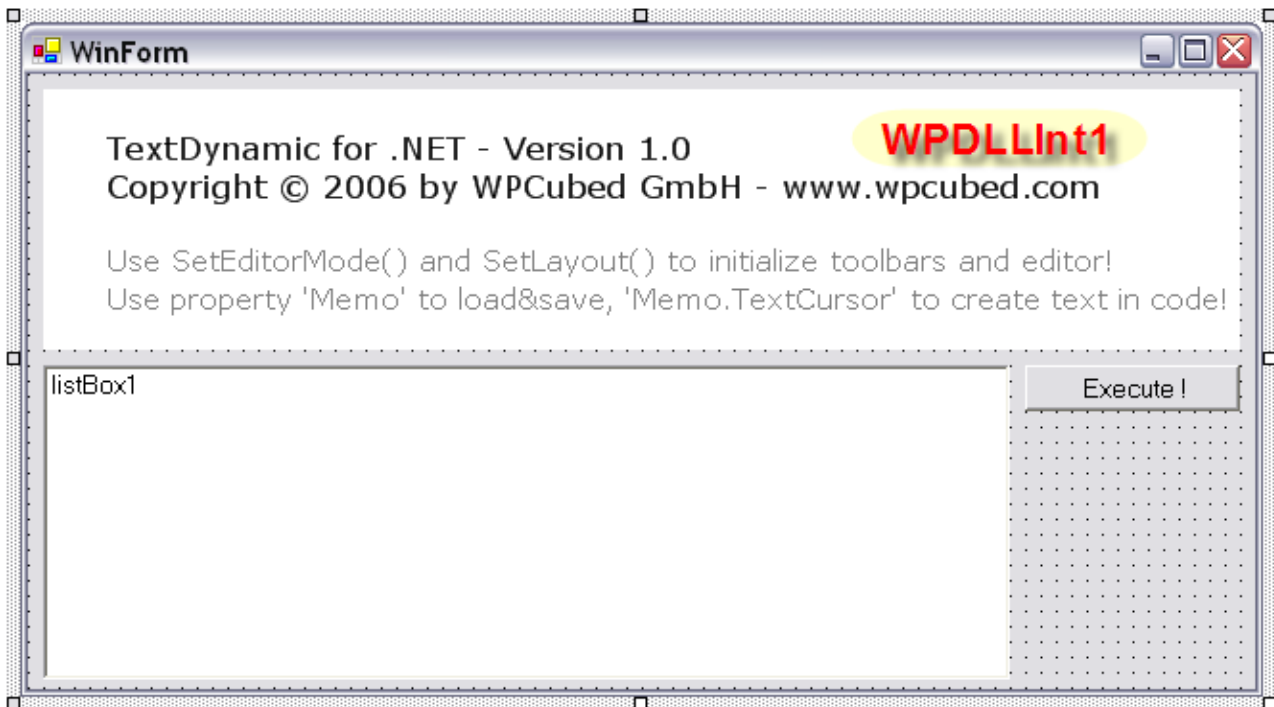 WinForm
WPDLLInt1
TextDynamic for .NET - Version 1.0
Copyright © 2006 by WPCubed GmbH - www.wpcubed.com
Use SetEditorMode() and SetLayout() to initialize toolbars and editor!
Use property 'Memo' to load&save, 'Memo.TextCursor' to create text in code!
listBox1
Execute !